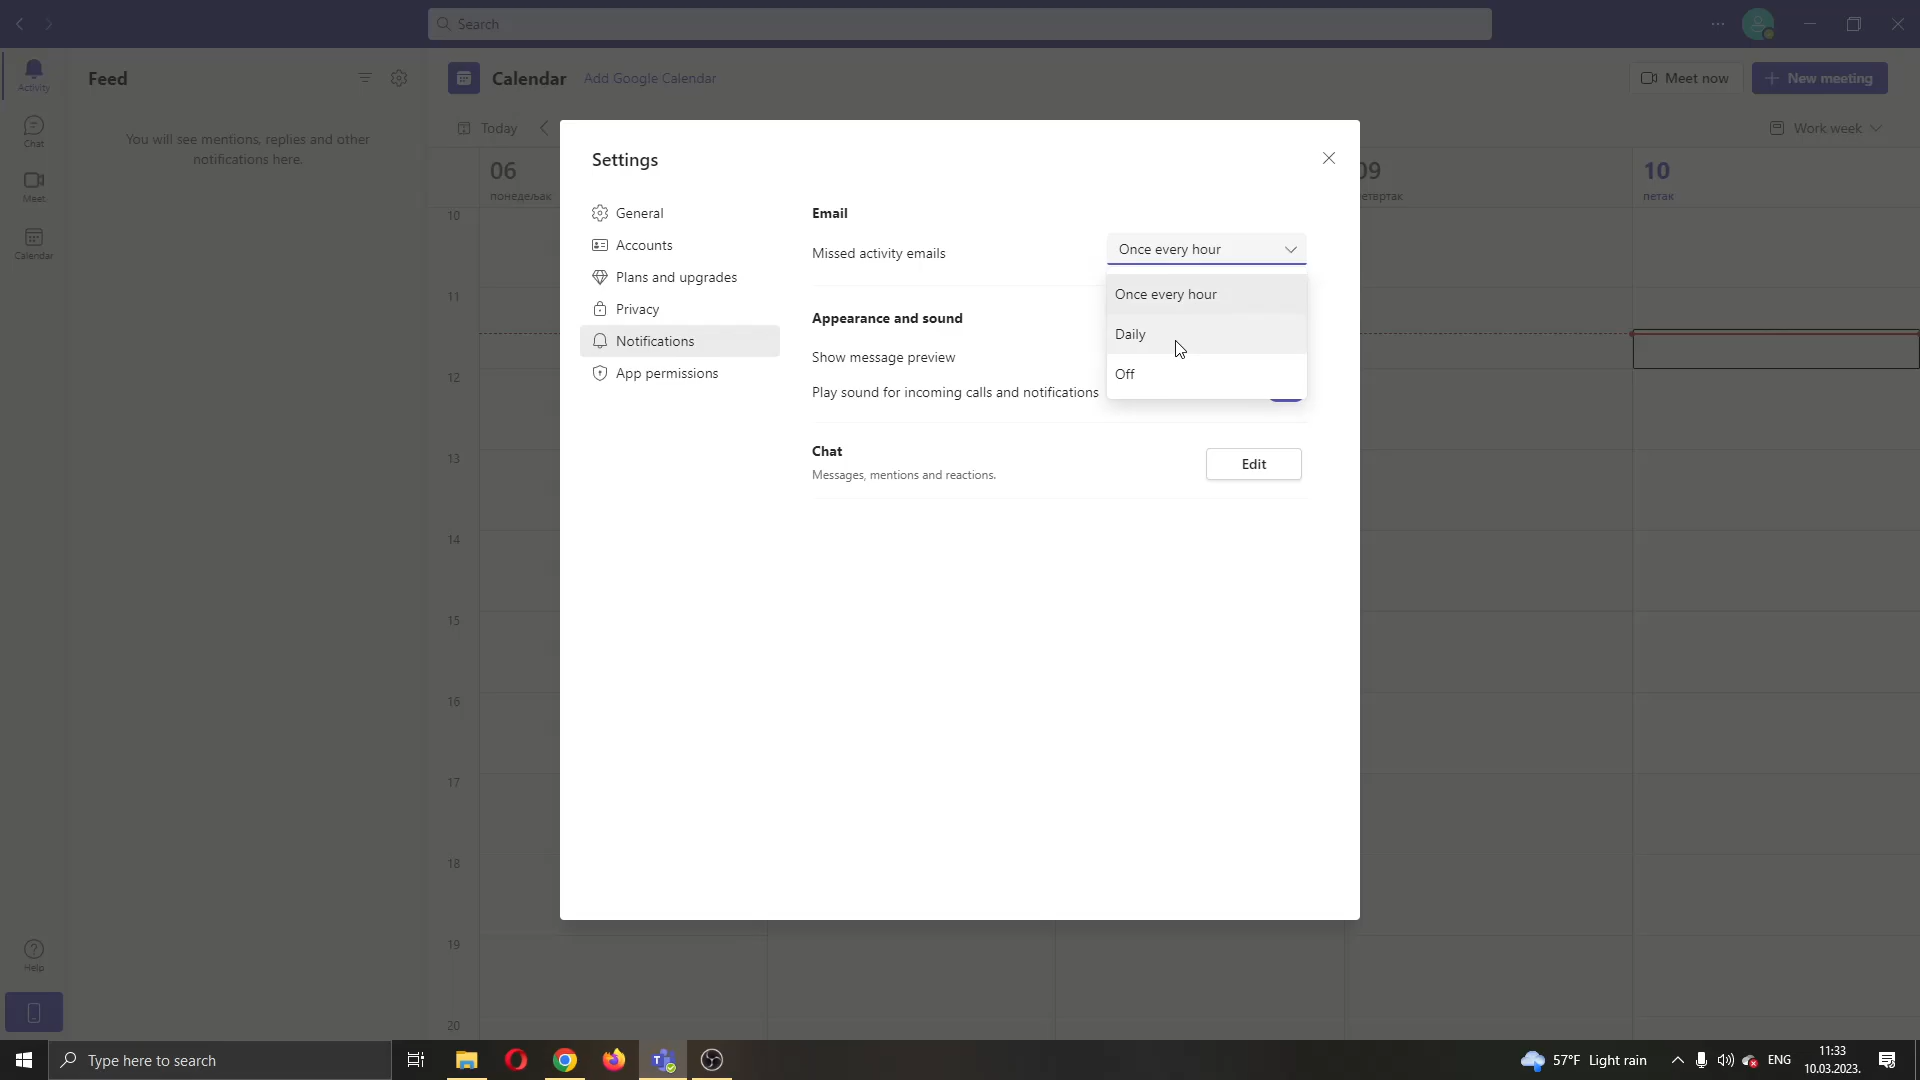 Search
Activity
Chat
Meet
Calendar
Help
Feed
You will see mentions, replies and other
notifications here.
Calendar
Add Google Calendar
Meet now
New meeting
Today
Work week
06
понедељак
09
етвртак
10
петак
10
11
12
13
14
15
16
17
18
19
20
Settings
General
Accounts
Plans and upgrades
Privacy
Notifications
App permissions
Email
Missed activity emails
Once every hour
Once every hour
Daily
Off
Appearance and sound
Show message preview
Play sound for incoming calls and notifications
Chat
Messages, mentions and reactions.
Edit
Type here to search
57°F Light rain
ENG
11:33
10.03.2023.